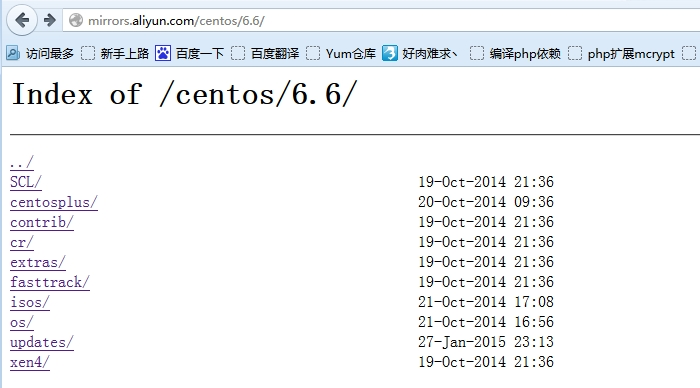 mirrors.aliyun.com/centos/6.6/
访问最多 新手上路 百度一下 百度翻译 Yum仓库 3 好肉难求丶 编译php依赖 php扩展mcrypt
Index of /centos/6.6/
../
SCL/ 19-Oct-2014 21:36
centosplus/ 20-Oct-2014 09:36
contrib/ 19-Oct-2014 21:36
cr/ 19-Oct-2014 21:36
extras/ 19-Oct-2014 21:36
fasttrack/ 19-Oct-2014 21:36
isos/ 21-Oct-2014 17:08
os/ 21-Oct-2014 16:56
updates/ 27-Jan-2015 23:13
xen4/ 19-Oct-2014 21:36